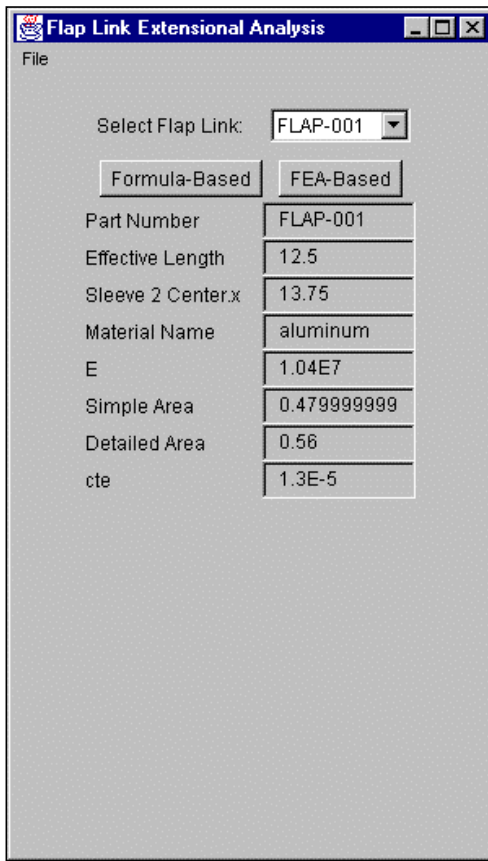 Flap Link Extensional Analysis
File
Select Flap Link: FLAP-001
Formula-Based FEA-Based
Part Number FLAP-001
Effective Length 12.5
Sleeve 2 Center.x 13.75
Material Name aluminum
E 1.04E7
Simple Area 0.479999999
Detailed Area 0.56
cte 1.3E-5